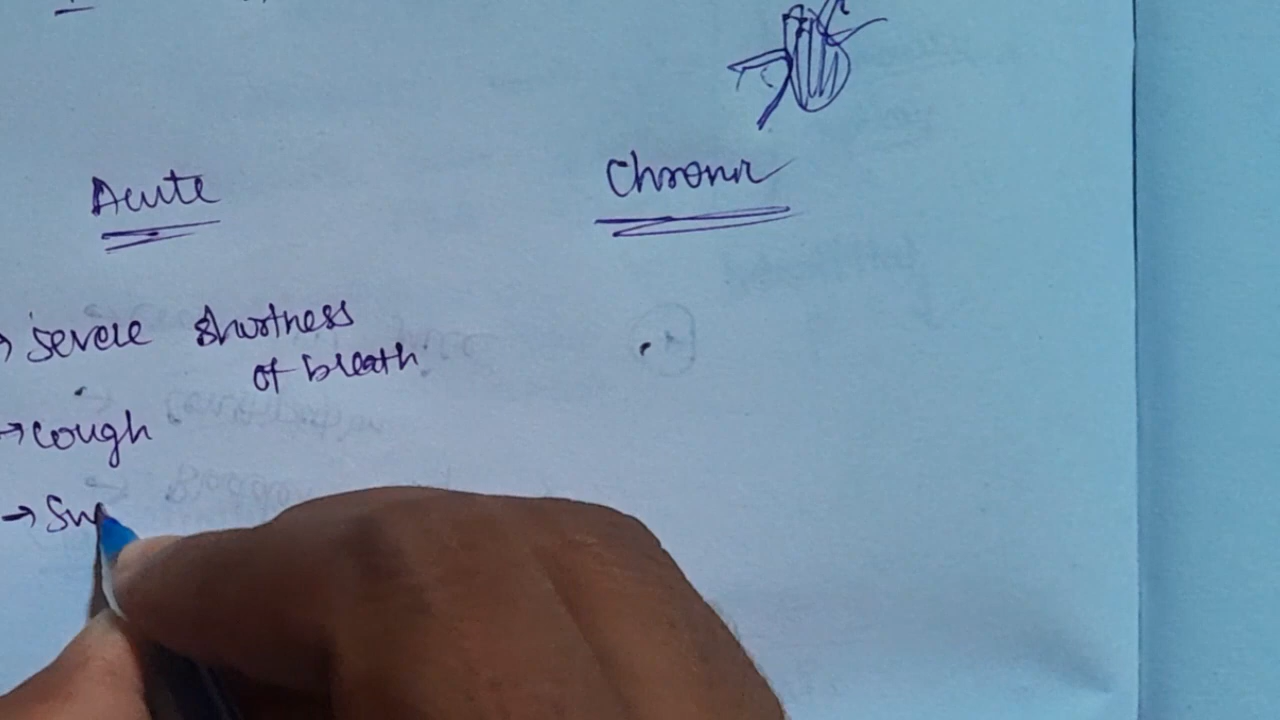 Acute
Chronic
→ Severe shortness
of breath
→ cough
→ Sw